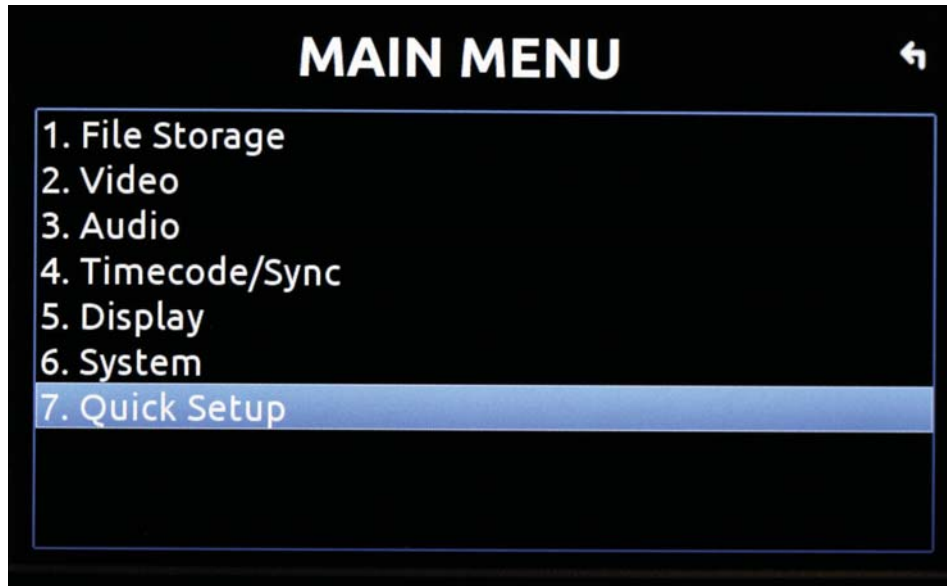 MAIN MENU
1. File Storage
2. Video
3. Audio
4. Timecode/Sync
5. Display
6. System
7. Quick Setup